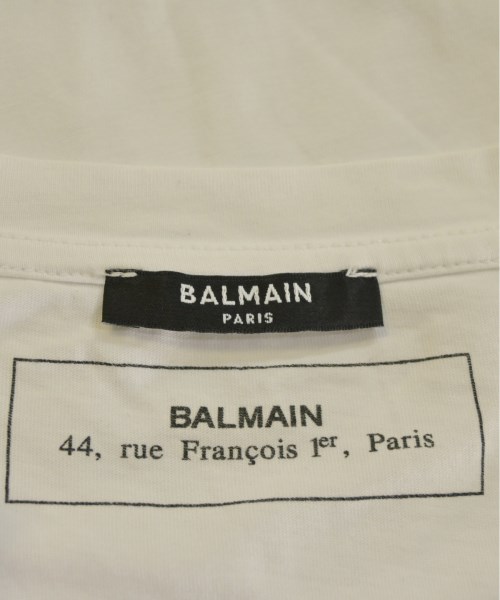 BALMAIN
PARIS
BALMAIN
44, rue François 1er, Paris